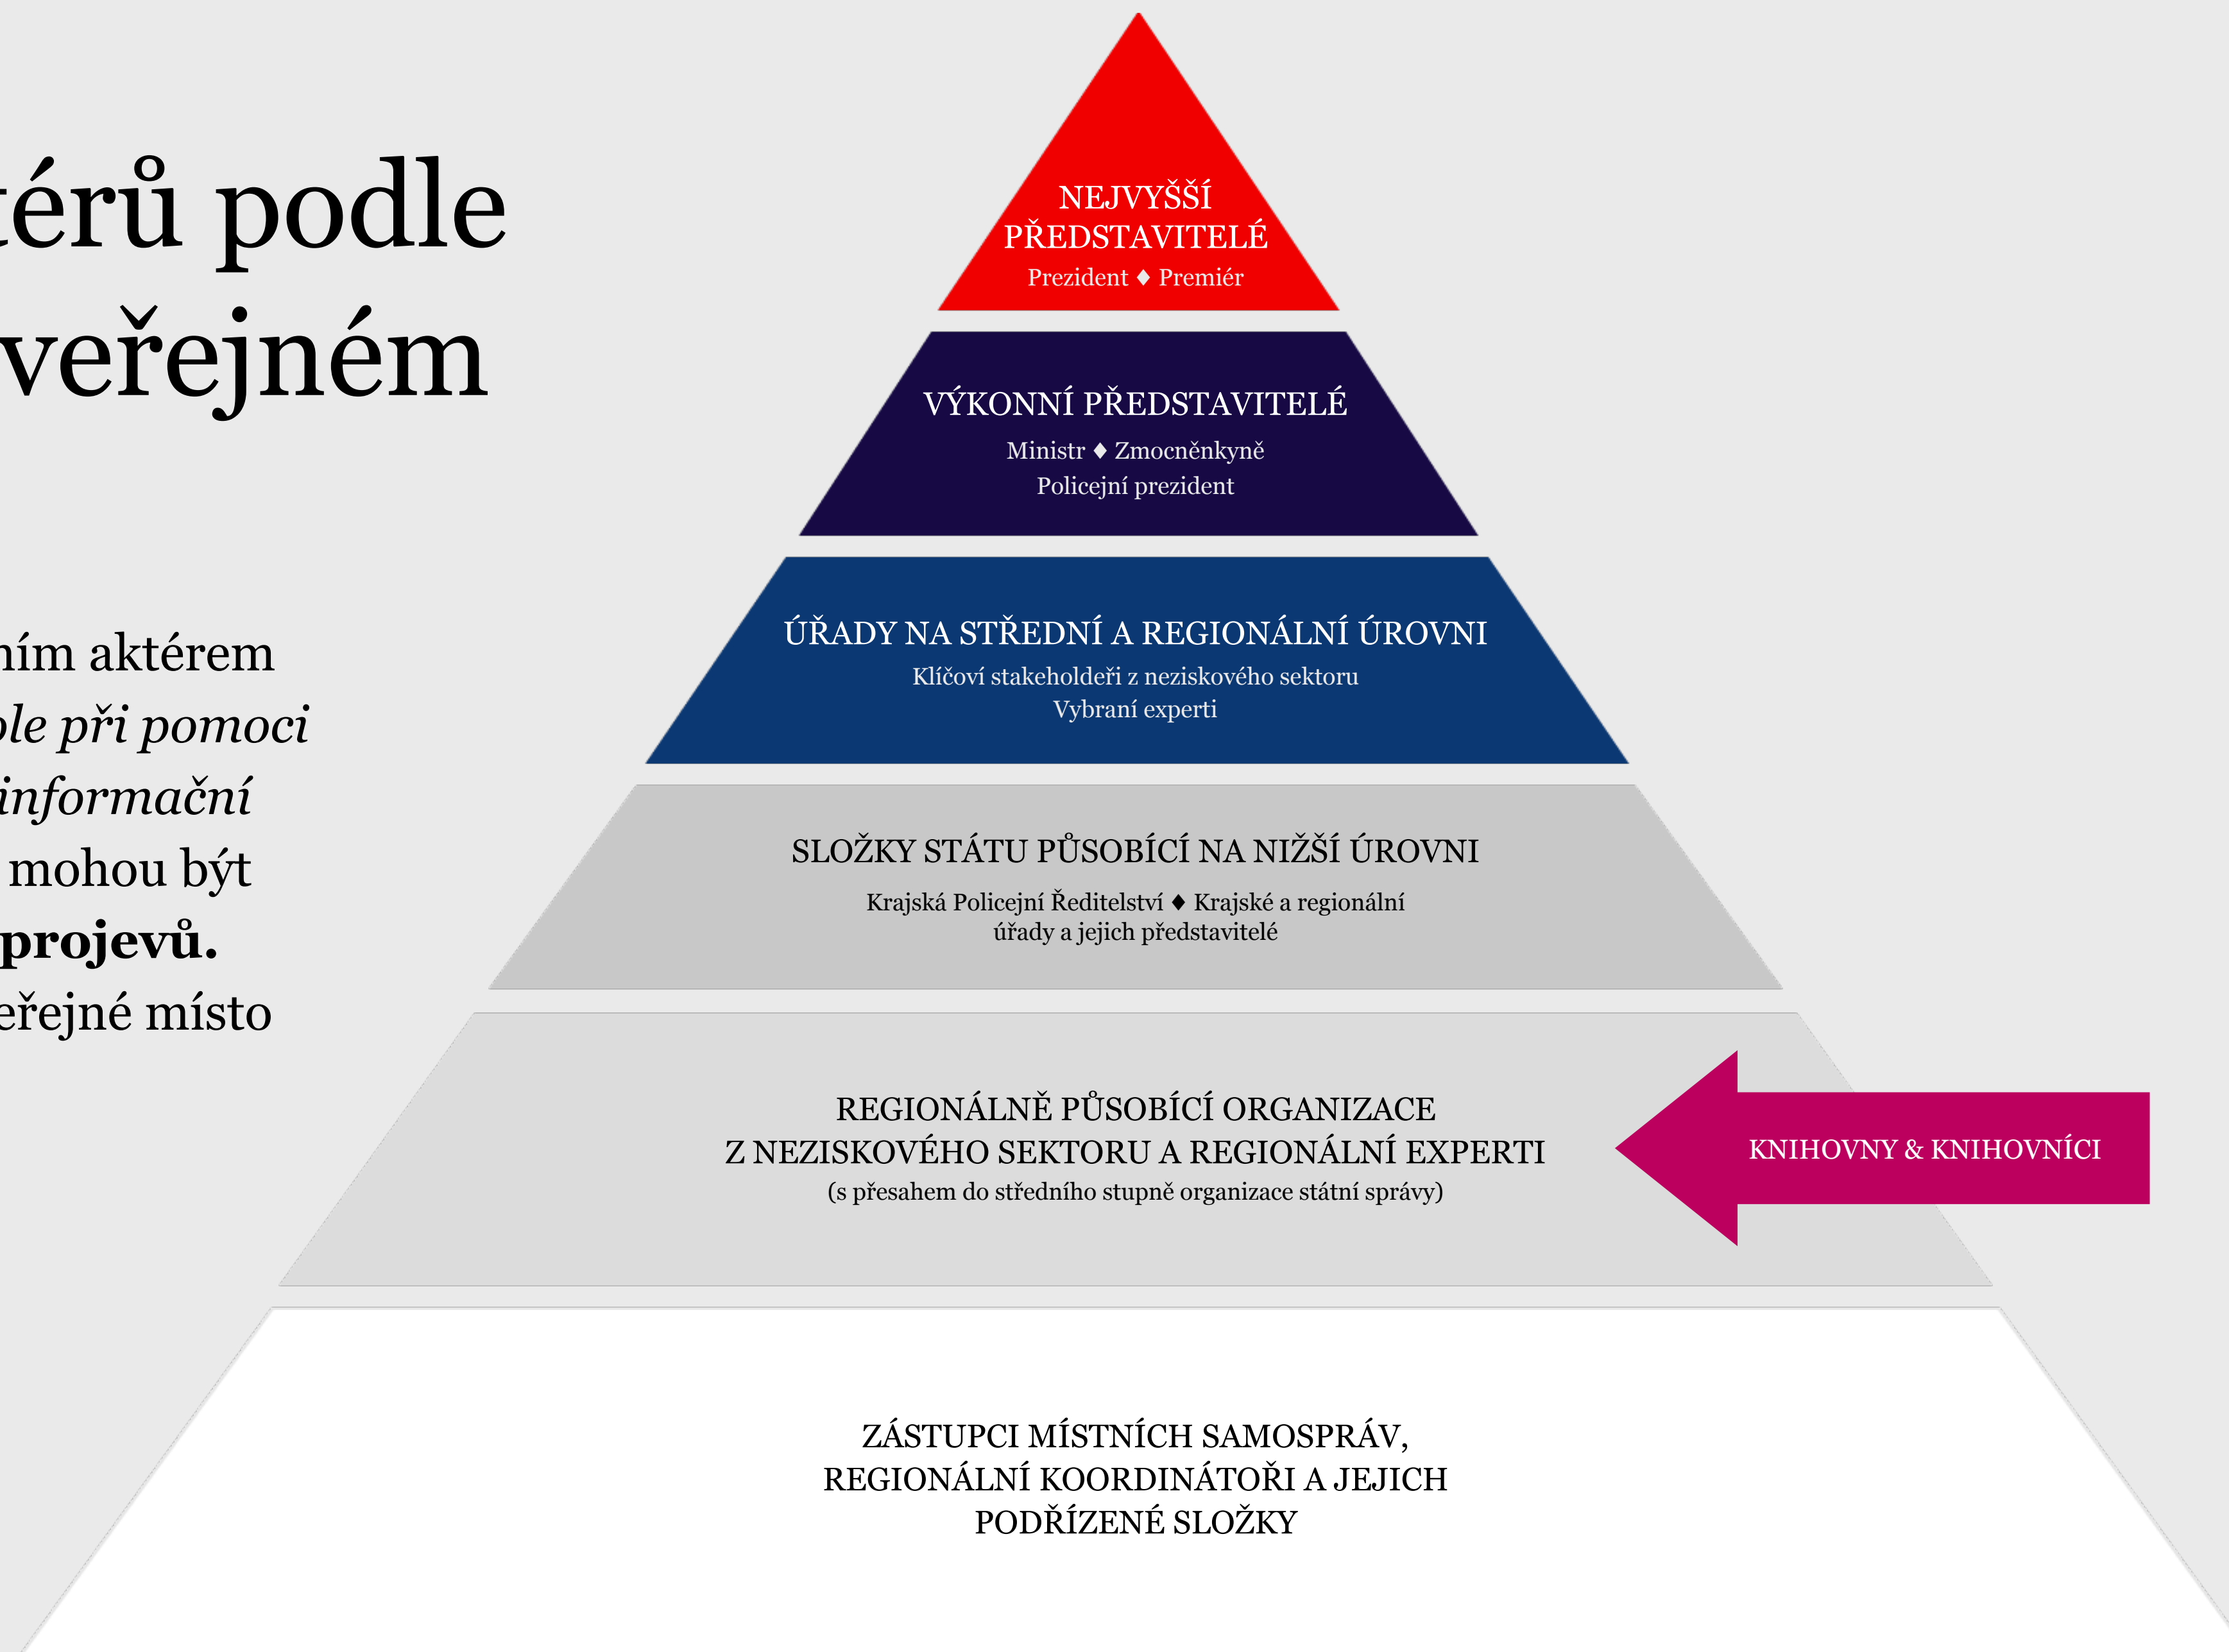 térů podle
veřejném
ním aktérem
ole při pomoci
informační
mohou být
projevů.
eřejné místo
NEJVYŠŠÍ
PŘEDSTAVITELÉ
Prezident ♦ Premiér
VÝKONNÍ PŘEDSTAVITELÉ
Ministr ♦ Zmocněnkyně
Policejní prezident
ÚŘADY NA STŘEDNÍ A REGIONÁLNÍ ÚROVNI
Klíčoví stakeholdeři z neziskového sektoru
Vybraní experti
SLOŽKY STÁTU PŮSOBÍCÍ NA NIŽŠÍ ÚROVNI
Krajská Policejní Ředitelství ♦ Krajské a regionální
úřady a jejich představitelé
REGIONÁLNĚ PŮSOBÍCÍ ORGANIZACE
Z NEZISKOVÉHO SEKTORU A REGIONÁLNÍ EXPERTI
(s přesahem do středního stupně organizace státní správy)
KNIHOVNY & KNIHOVNÍCI
ZÁSTUPCI MÍSTNÍCH SAMOSPRÁV,
REGIONÁLNÍ KOORDINÁTOŘI A JEJICH
PODŘÍZENÉ SLOŽKY